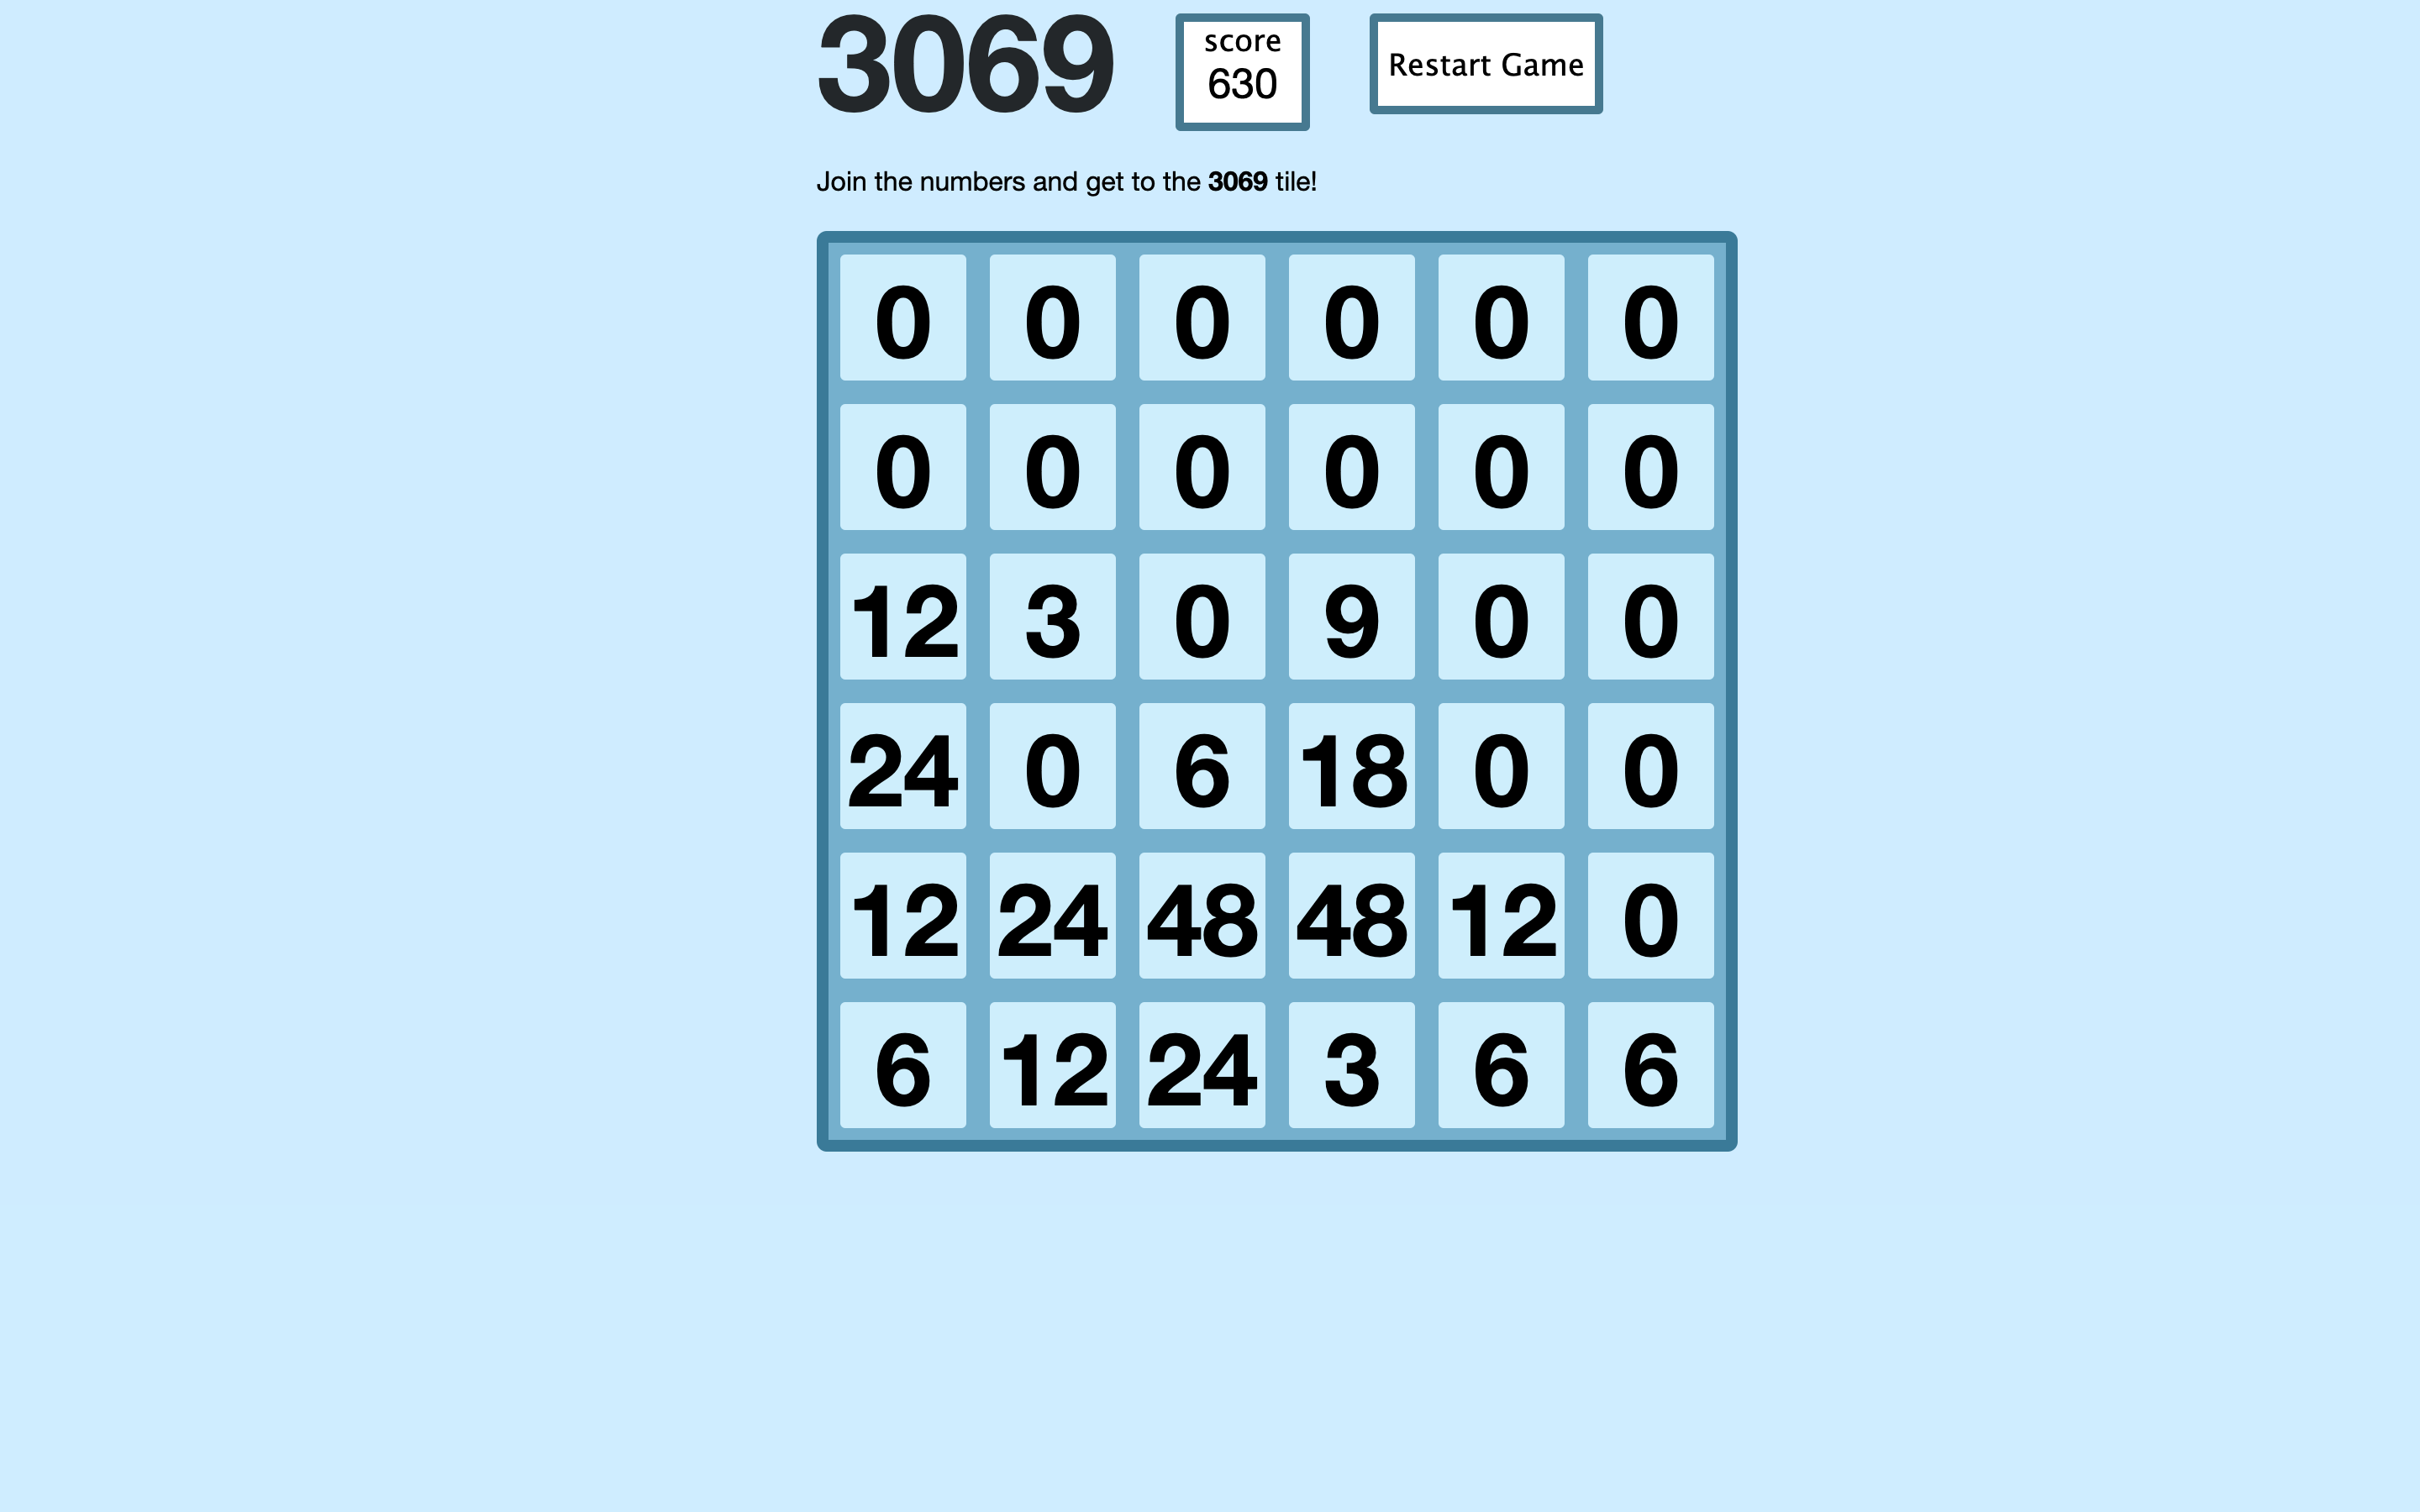 3069
score
630
Restart Game
Join the numbers and get to the 3069 tile!
0 0 0 0 0 0
0 0 0 0 0 0
12 3 0 9 0 0
24 0 6 18 0 0
12 24 48 48 12 0
6 12 24 3 6 6